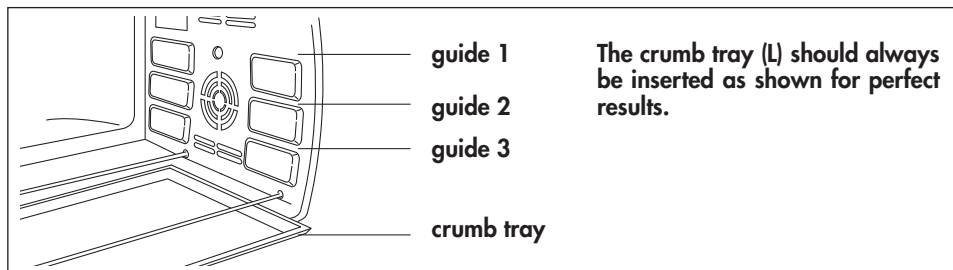 guide 1
guide 2
guide 3
crumb tray
The crumb tray (L) should always
be inserted as shown for perfect
results.